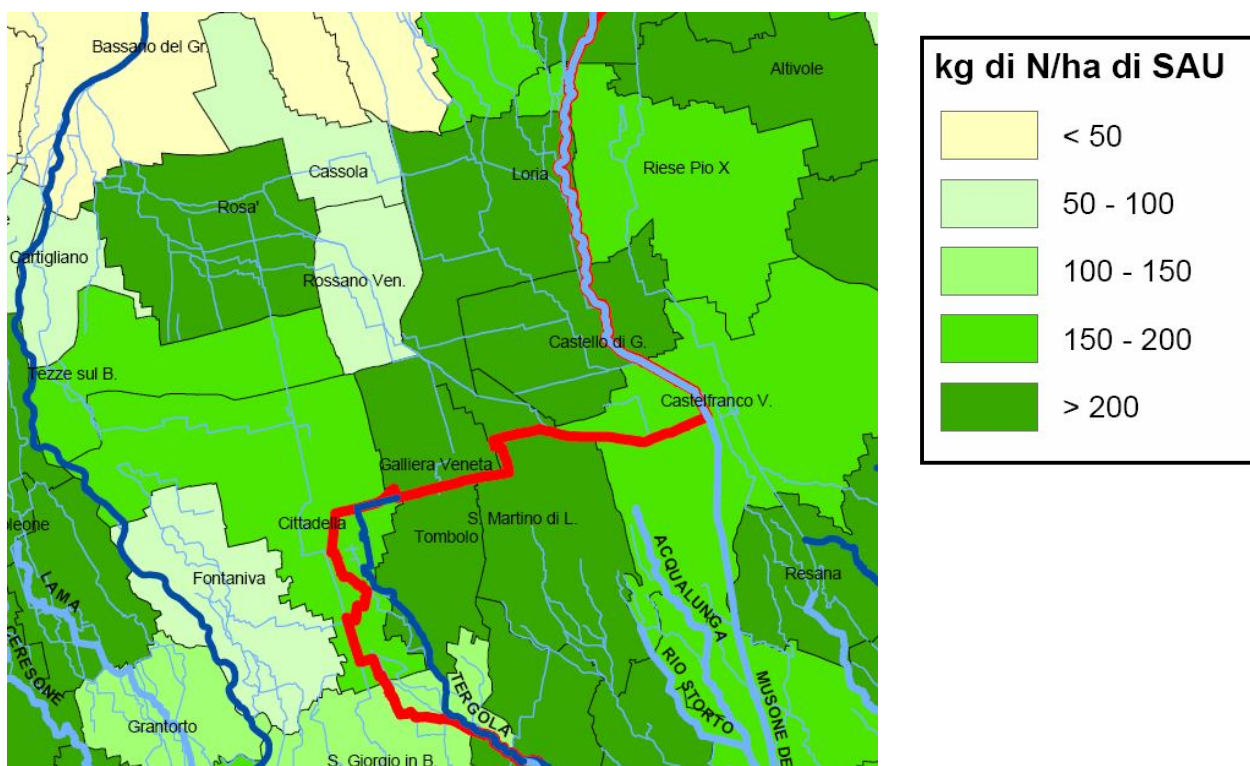 Bassano del Gr.
Altivole
Cassola
Loria
Riese Pio X
Rosa'
Cartigliano
Rossano Ven.
Castello di G.
Tezze sul B.
Castelfranco V.
Galliera Veneta
Cittadella
S. Martino di L.
Tombolo
Fontaniva
Resana
LAMA
CERESONE
ACQUALUNGA
RIO STORTO
MUSONE DE
TERGOLA
Grantorto
S. Giorgio in B.
kg di N/ha di SAU
< 50
50 - 100
100 - 150
150 - 200
> 200